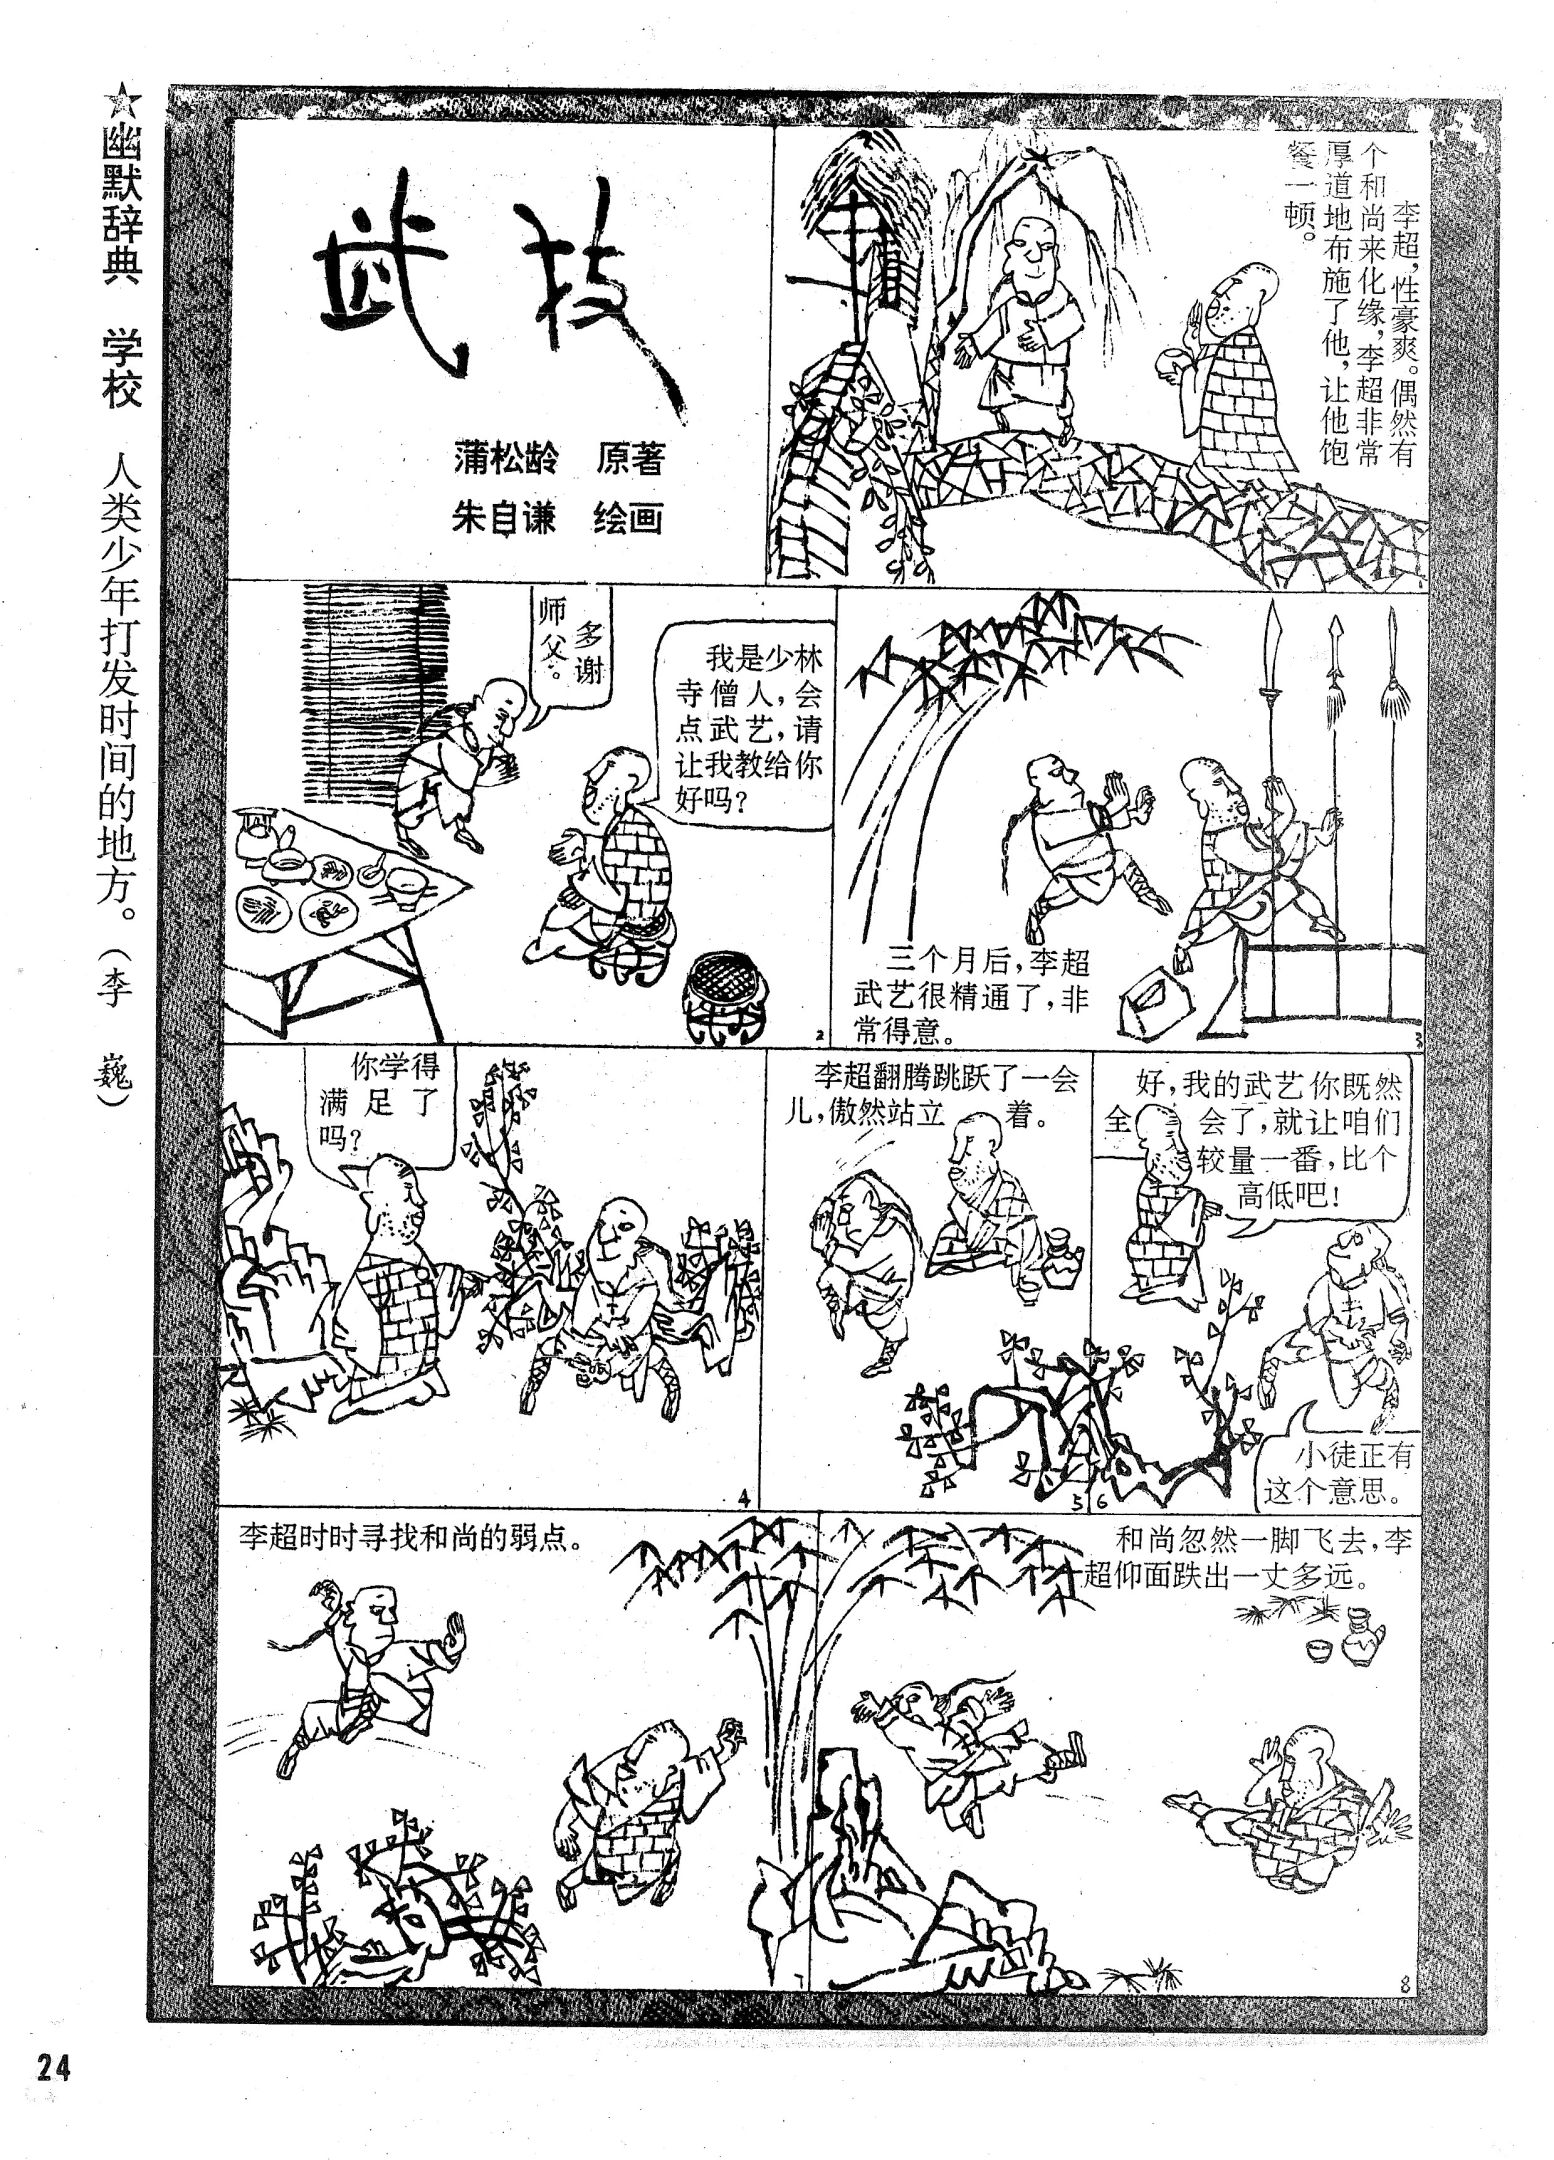 ★幽默辞典 学校 人类少年打发时间的地方。(李 巍)
武技
蒲松龄 原著
朱自谦 绘画
李超,性豪爽。偶然有
个和尚来化缘,李超非常
厚道地布施了他,让他饱
餐一顿。
多谢
师父。
我是少林
寺僧人,会
点武艺,请
让我教给你
好吗?
2
三个月后,李超
武艺很精通了,非
常得意。
3
你学得
满足了
吗?
4
李超翻腾跳跃了一会
儿,傲然站立着。
5
好,我的武艺你既然
全会了,就让咱们
较量一番,比个
高低吧!
小徒正有
这个意思。
6
李超时时寻找和尚的弱点。
7
和尚忽然一脚飞去,李
超仰面跌出一丈多远。
8
24